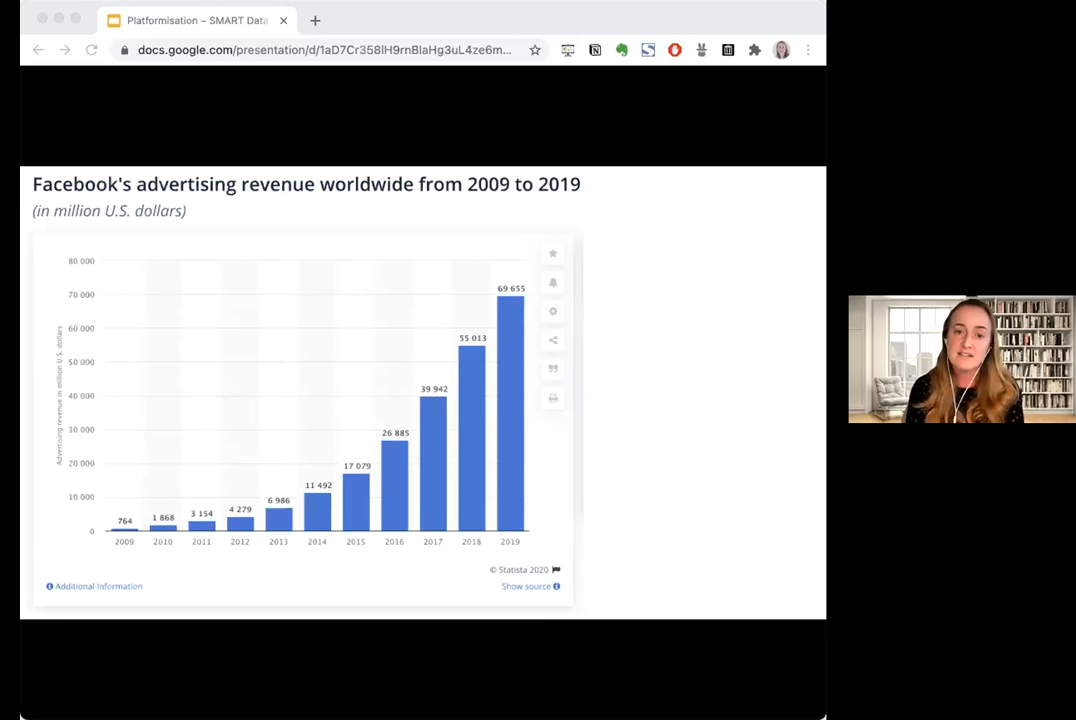 Platformisation – SMART Data
docs.google.com/presentation/d/1aD7Cr358IH9rnBlaHg3uL4ze6m...
Facebook's advertising revenue worldwide from 2009 to 2019
(in million U.S. dollars)
Advertising revenue in million U.S. dollars
80 000
70 000
60 000
50 000
40 000
30 000
20 000
10 000
0
764
1 868
3 154
4 279
6 986
11 492
17 079
26 885
39 942
55 013
69 655
2009 2010 2011 2012 2013 2014 2015 2016 2017 2018 2019
© Statista 2020
Additional Information
Show source